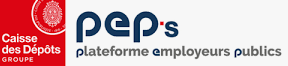 Caisse
des Dépôts
GROUPE
pep's
plateforme employeurs publics